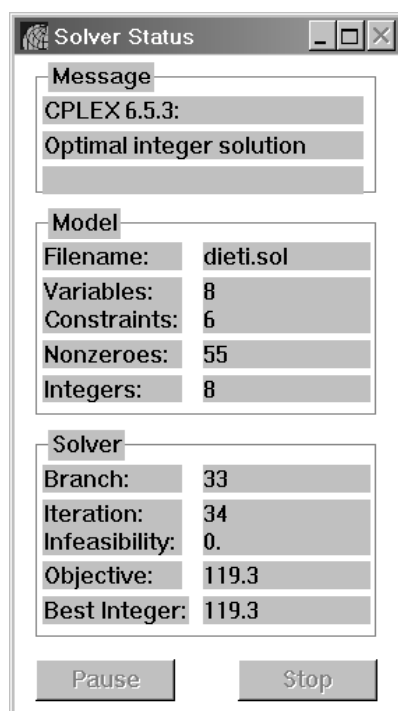 Solver Status
Message
CPLEX 6.5.3:
Optimal integer solution
Model
Filename: dieti.sol
Variables: 8
Constraints: 6
Nonzeroes: 55
Integers: 8
Solver
Branch: 33
Iteration: 34
Infeasibility: 0.
Objective: 119.3
Best Integer: 119.3
Pause Stop